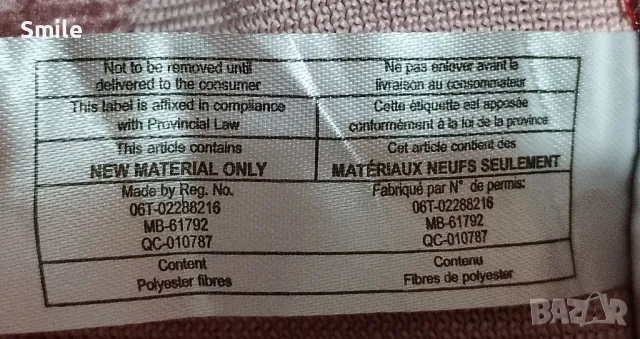 Smile
Not to be removed until
delivered to the consumer
This label is affixed in compliance
with Provincial Law
This article contains
NEW MATERIAL ONLY
Made by Reg. No.
06T-02288216
MB-61792
QC-010787
Content
Polyester fibres
Ne pas enlever avant la
livraison au consommateur
Cette étiquette est apposée
conformément à la loi de la province
Cet article contient des
MATÉRIAUX NEUFS SEULEMENT
Fabriqué par N° de permis:
06T-02288216
MB-61792
QC-010787
Contenu
Fibres de polyester
BAZAR